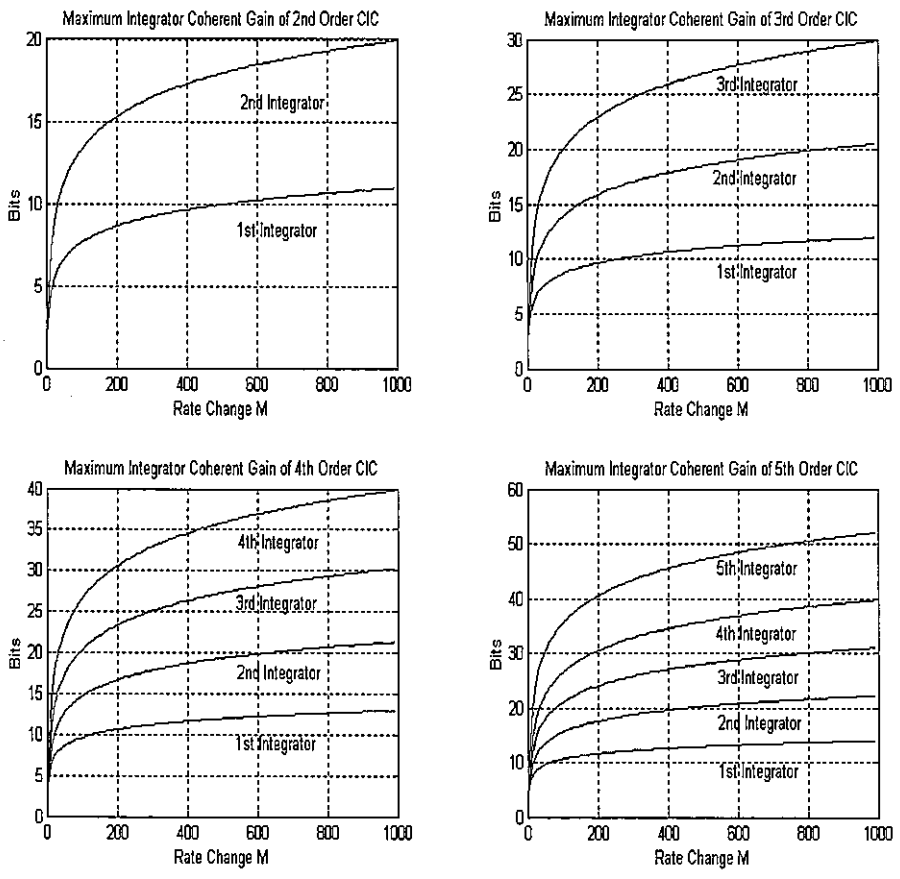 Maximum Integrator Coherent Gain of 2nd Order CIC
20
15
10
5
0
Bits
2nd Integrator
1st Integrator
0 200 400 600 800 1000
Rate Change M
Maximum Integrator Coherent Gain of 3rd Order CIC
30
25
20
15
10
5
0
Bits
3rd Integrator
2nd Integrator
1st Integrator
0 200 400 600 800 1000
Rate Change M
Maximum Integrator Coherent Gain of 4th Order CIC
40
35
30
25
20
15
10
5
0
Bits
4th Integrator
3rd Integrator
2nd Integrator
1st Integrator
0 200 400 600 800 1000
Rate Change M
Maximum Integrator Coherent Gain of 5th Order CIC
60
50
40
30
20
10
0
Bits
5th Integrator
4th Integrator
3rd Integrator
2nd Integrator
1st Integrator
0 200 400 600 800 1000
Rate Change M